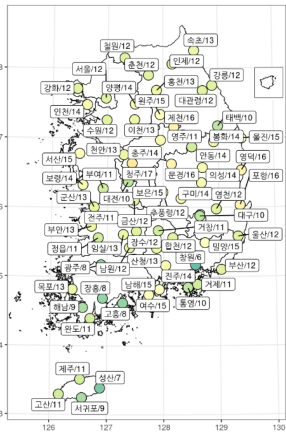 속초/13
철원/12
춘천/12
인제/12
서울/12
강릉/12
강화/12
양평/14
홍천/13
대관령/12
원주/15
인천/14
태백/10
수원/12
이천/13
제천/16
영주/11
봉화/14
울진/15
천안/13
충주/14
안동/14
영덕/16
서산/15
청주/17
문경/16
의성/14
포항/16
보령/14
부여/11
보은/15
구미/14
영천/12
군산/13
대전/10
추풍령/12
대구/10
전주/11
금산/12
거창/11
부안/13
울산/12
장수/12
합천/12
밀양/15
정읍/11
임실/13
산청/13
창원/6
광주/8
남원/12
진주/14
부산/12
목포/13
장흥/8
남해/15
거제/11
해남/9
고흥/8
여수/15
통영/10
완도/11
제주/11
성산/7
고산/11
서귀포/9
8
7
6
5
4
3
126
127
128
129
130